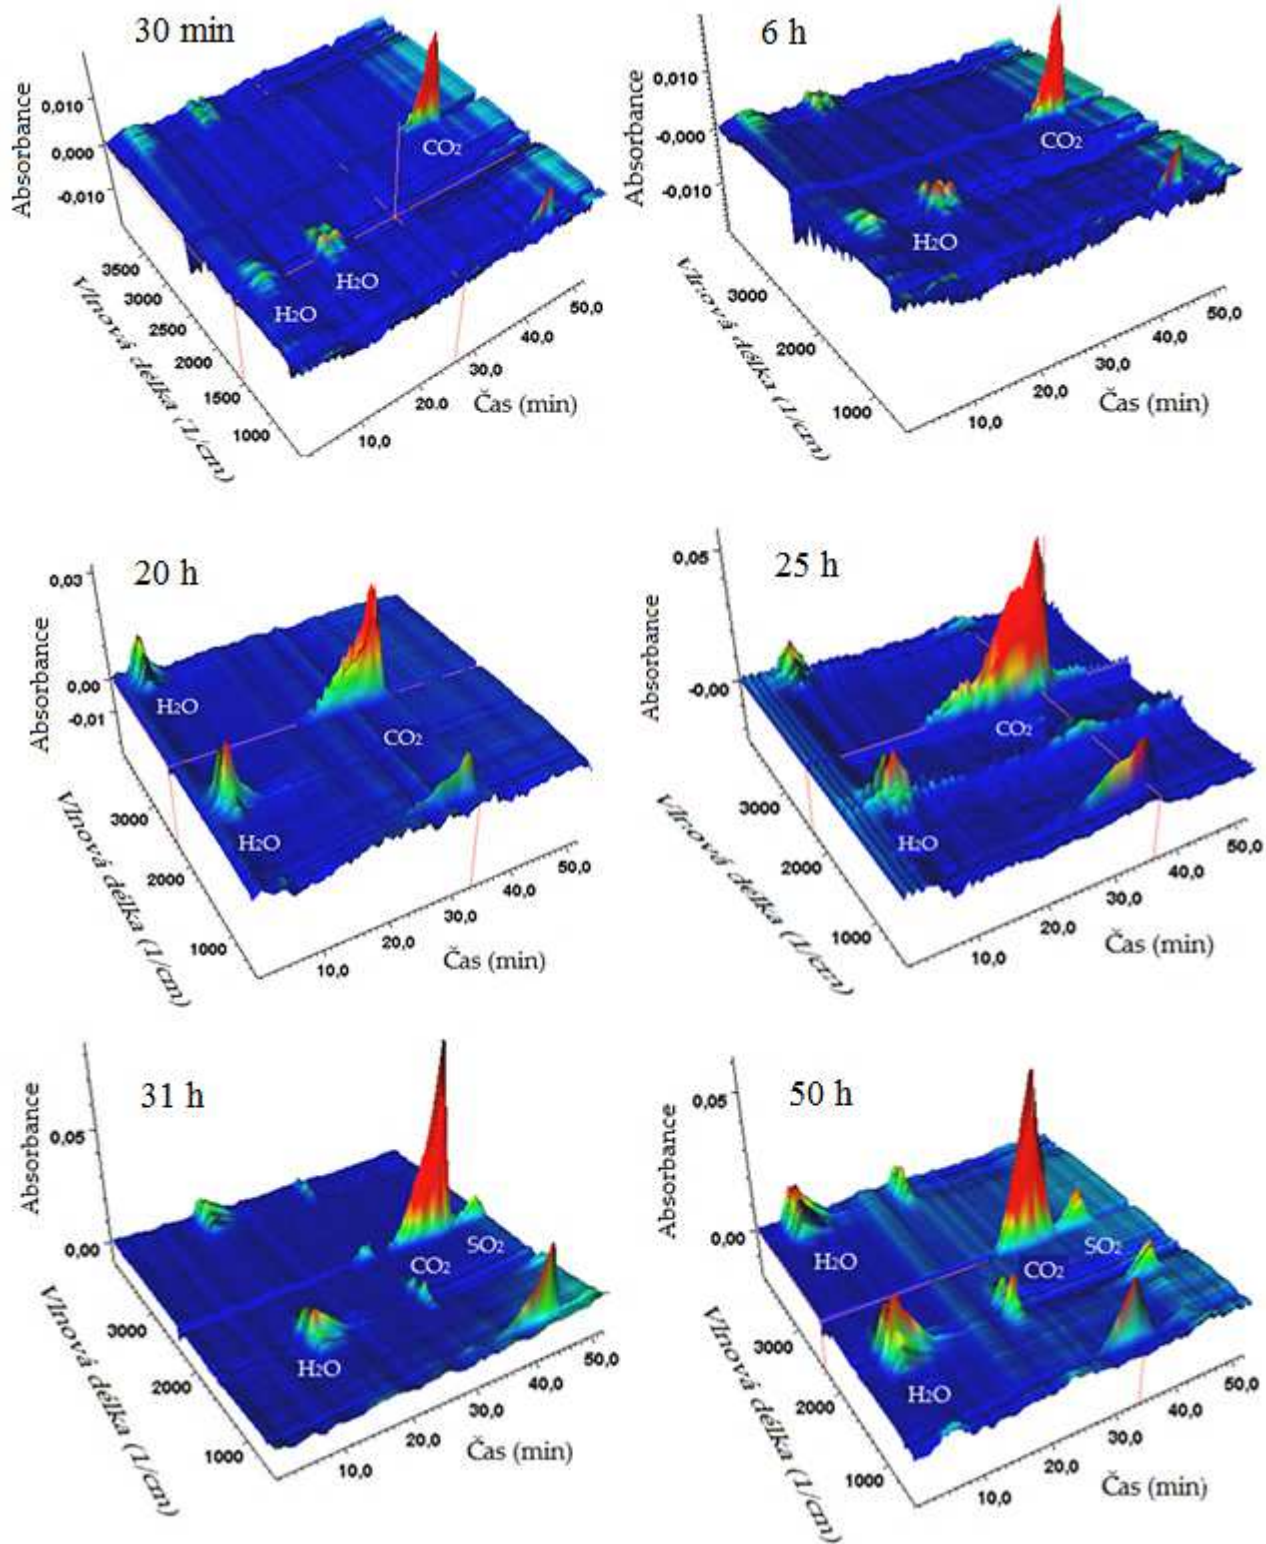 30 min
Absorbance
0,010
0,000
-0,010
CO2
H2O
H2O
3500
3000
2500
2000
1500
1000
Vlnová délka (1/cm)
10,0
20,0
30,0
40,0
50,0
Čas (min)
6 h
Absorbance
0,010
-0,000
-0,010
CO2
H2O
3000
2000
1000
Vlnová délka (1/cm)
10,0
20,0
30,0
40,0
50,0
Čas (min)
20 h
Absorbance
0,03
0,00
-0,01
H2O
CO2
H2O
3000
2000
1000
Vlnová délka (1/cm)
10,0
20,0
30,0
40,0
50,0
Čas (min)
25 h
Absorbance
0,05
-0,00
CO2
H2O
3000
2000
1000
Vlnová délka (1/cm)
10,0
20,0
30,0
40,0
50,0
Čas (min)
31 h
Absorbance
0,05
0,00
SO2
CO2
H2O
3000
2000
1000
Vlnová délka (1/cm)
10,0
20,0
30,0
40,0
50,0
Čas (min)
50 h
Absorbance
0,05
0,00
H2O
SO2
CO2
H2O
3000
2000
1000
Vlnová délka (1/cm)
10,0
20,0
30,0
40,0
50,0
Čas (min)